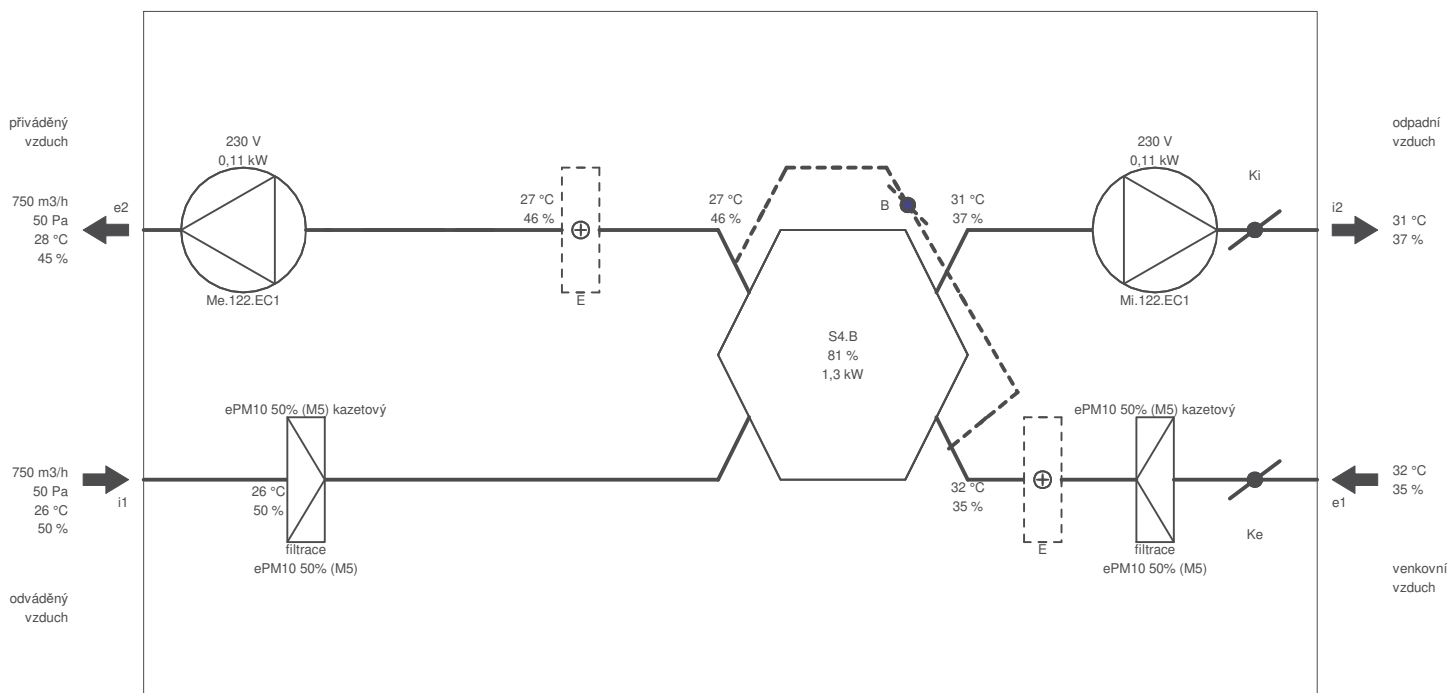 přiváděný
vzduch
750 m3/h
50 Pa
28 °C
45 %
e2
230 V
0,11 kW
Me.122.EC1
27 °C
46 %
E
27 °C
46 %
B
31 °C
37 %
230 V
0,11 kW
Mi.122.EC1
Ki
i2
odpadní
vzduch
31 °C
37 %
S4.B
81 %
1,3 kW
750 m3/h
50 Pa
26 °C
50 %
i1
odváděný
vzduch
ePM10 50% (M5) kazetový
26 °C
50 %
filtrace
ePM10 50% (M5)
32 °C
35 %
E
ePM10 50% (M5) kazetový
filtrace
ePM10 50% (M5)
Ke
e1
32 °C
35 %
venkovní
vzduch